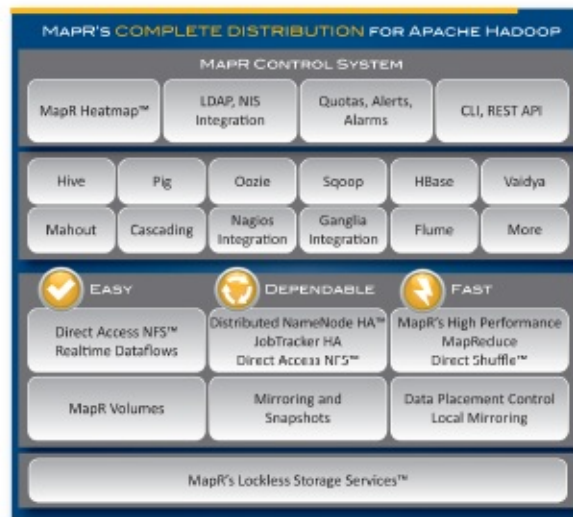 MAPR'S COMPLETE DISTRIBUTION FOR APACHE HADOOP
MAPR CONTROL SYSTEM
MapR Heatmap™
LDAP, NIS
Integration
Quotas, Alerts,
Alarms
CLI, REST API
Hive
Pig
Oozie
Sqoop
HBase
Vaidya
Mahout
Cascading
Nagios
Integration
Ganglia
Integration
Flume
More
EASY
DEPENDABLE
FAST
Direct Access NFS™
Realtime Dataflows
Distributed NameNode HA™
JobTracker HA
Direct Access NFS™
MapR's High Performance
MapReduce
Direct Shuffle™
MapR Volumes
Mirroring and
Snapshots
Data Placement Control
Local Mirroring
MapR's Lockless Storage Services™